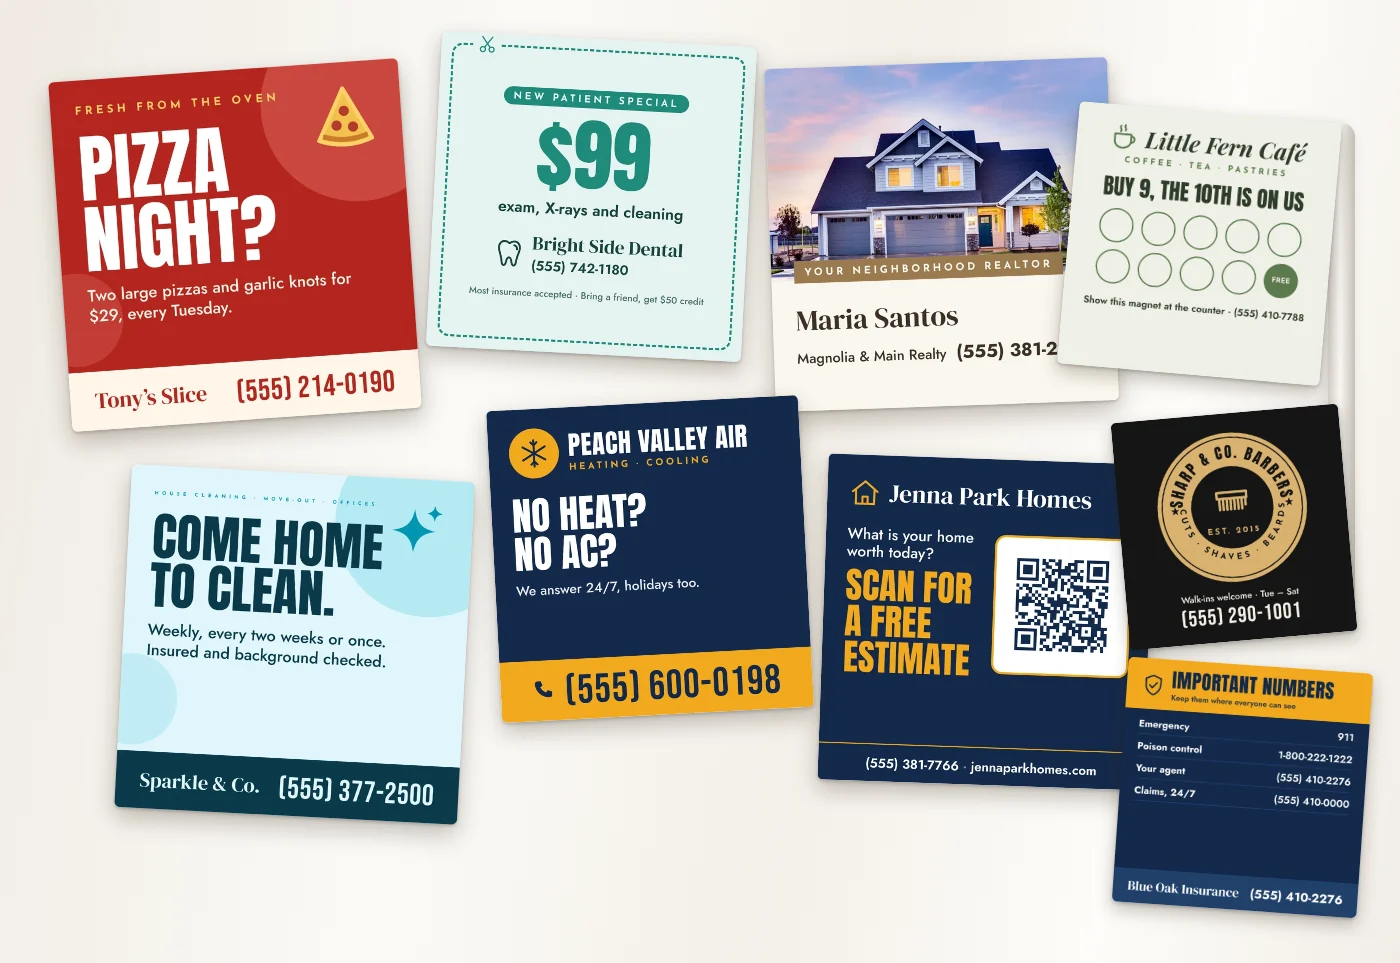 FRESH FROM THE OVEN
PIZZA
NIGHT?
Two large pizzas and garlic knots for
$29, every Tuesday.
Tony's Slice (555) 214-0190
NEW PATIENT SPECIAL
$99
exam, X-rays and cleaning
Bright Side Dental
(555) 742-1180
Most insurance accepted · Bring a friend, get $50 credit
YOUR NEIGHBORHOOD REALTOR
Maria Santos
Magnolia & Main Realty (555) 381-2
Little Fern Café
COFFEE · TEA · PASTRIES
BUY 9, THE 10TH IS ON US
FREE
Show this magnet at the counter · (555) 410-7788
HOUSE CLEANING · MOVE-OUT · OFFICES
COME HOME
TO CLEAN.
Weekly, every two weeks or once.
Insured and background checked.
Sparkle & Co. (555) 377-2500
PEACH VALLEY AIR
HEATING · COOLING
NO HEAT?
NO AC?
We answer 24/7, holidays too.
(555) 600-0198
Jenna Park Homes
What is your home
worth today?
SCAN FOR
A FREE
ESTIMATE
(555) 381-7766 · jennaparkhomes.com
SHARP & CO. BARBERS
EST. 2015
CUTS · SHAVES · BEARDS
Walk-ins welcome · Tue – Sat
(555) 290-1001
IMPORTANT NUMBERS
Keep them where everyone can see
Emergency 911
Poison control 1-800-222-1222
Your agent (555) 410-2276
Claims, 24/7 (555) 410-0000
Blue Oak Insurance (555) 410-2276